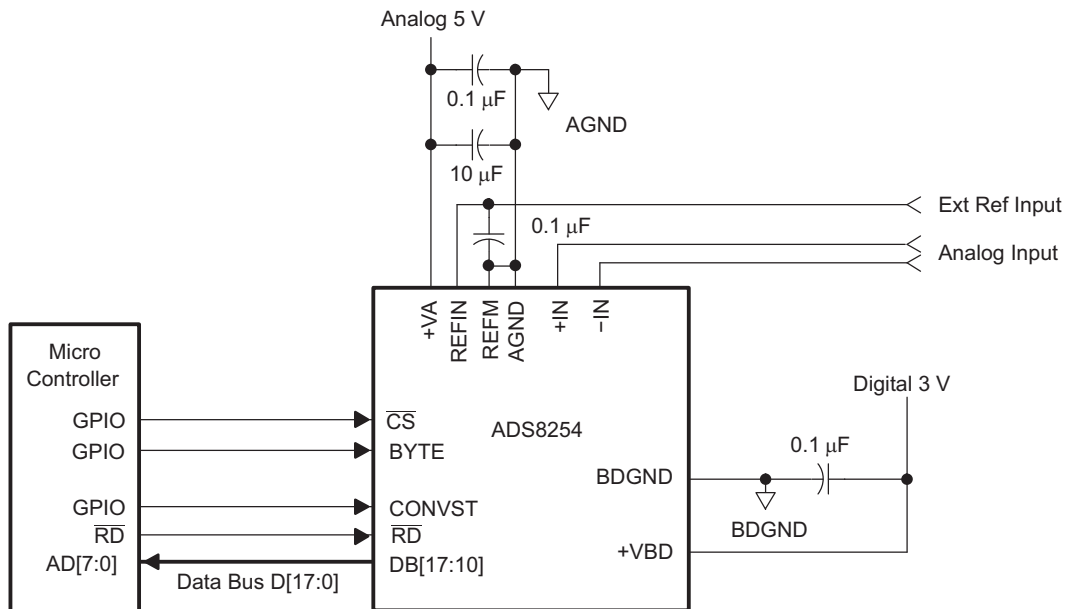 Analog 5 V
0.1 μF
AGND
10 μF
0.1 μF
Ext Ref Input
Analog Input
+VA
REFIN
REFM
AGND
+IN
−IN
Micro
Controller
GPIO
GPIO
GPIO
RD
AD[7:0]
Data Bus D[17:0]
CS
BYTE
CONVST
RD
DB[17:10]
ADS8254
BDGND
+VBD
Digital 3 V
0.1 μF
BDGND